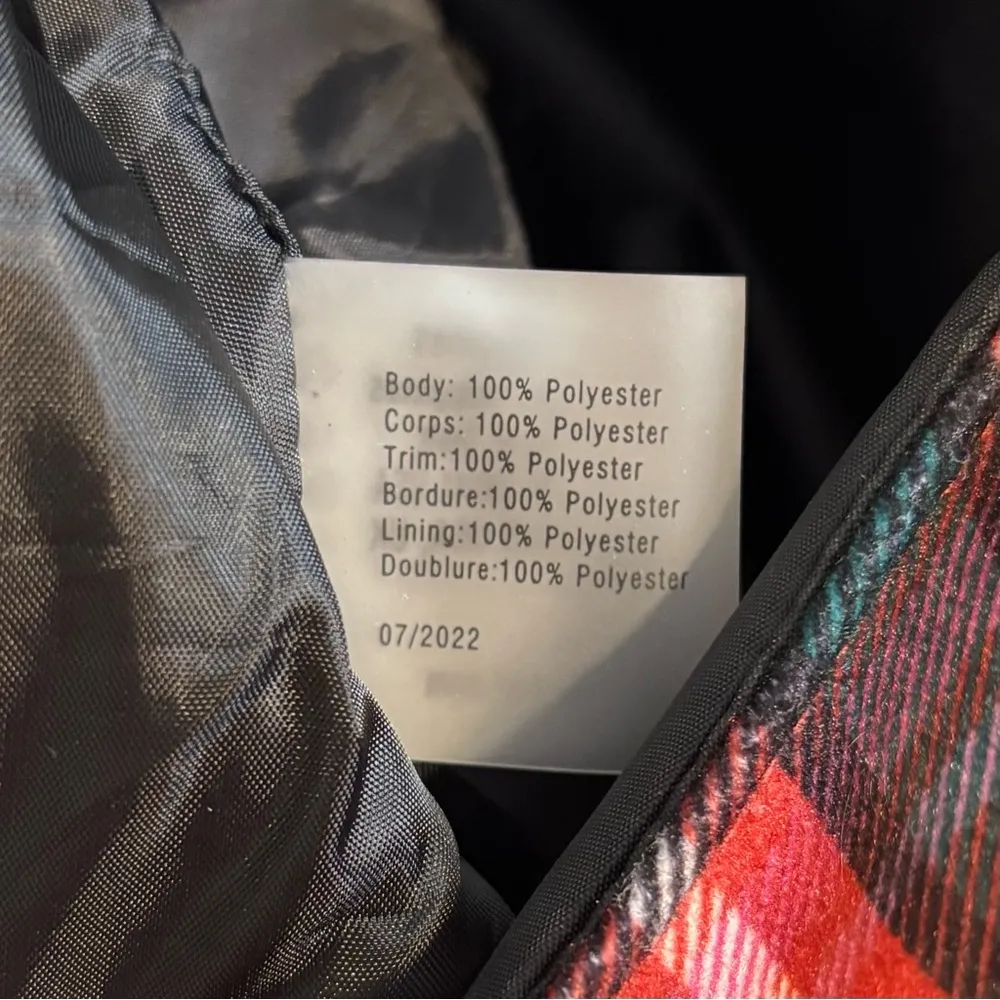 Body: 100% Polyester
Corps: 100% Polyester
Trim:100% Polyester
Bordure:100% Polyester
Lining:100% Polyester
Doublure:100% Polyester
07/2022